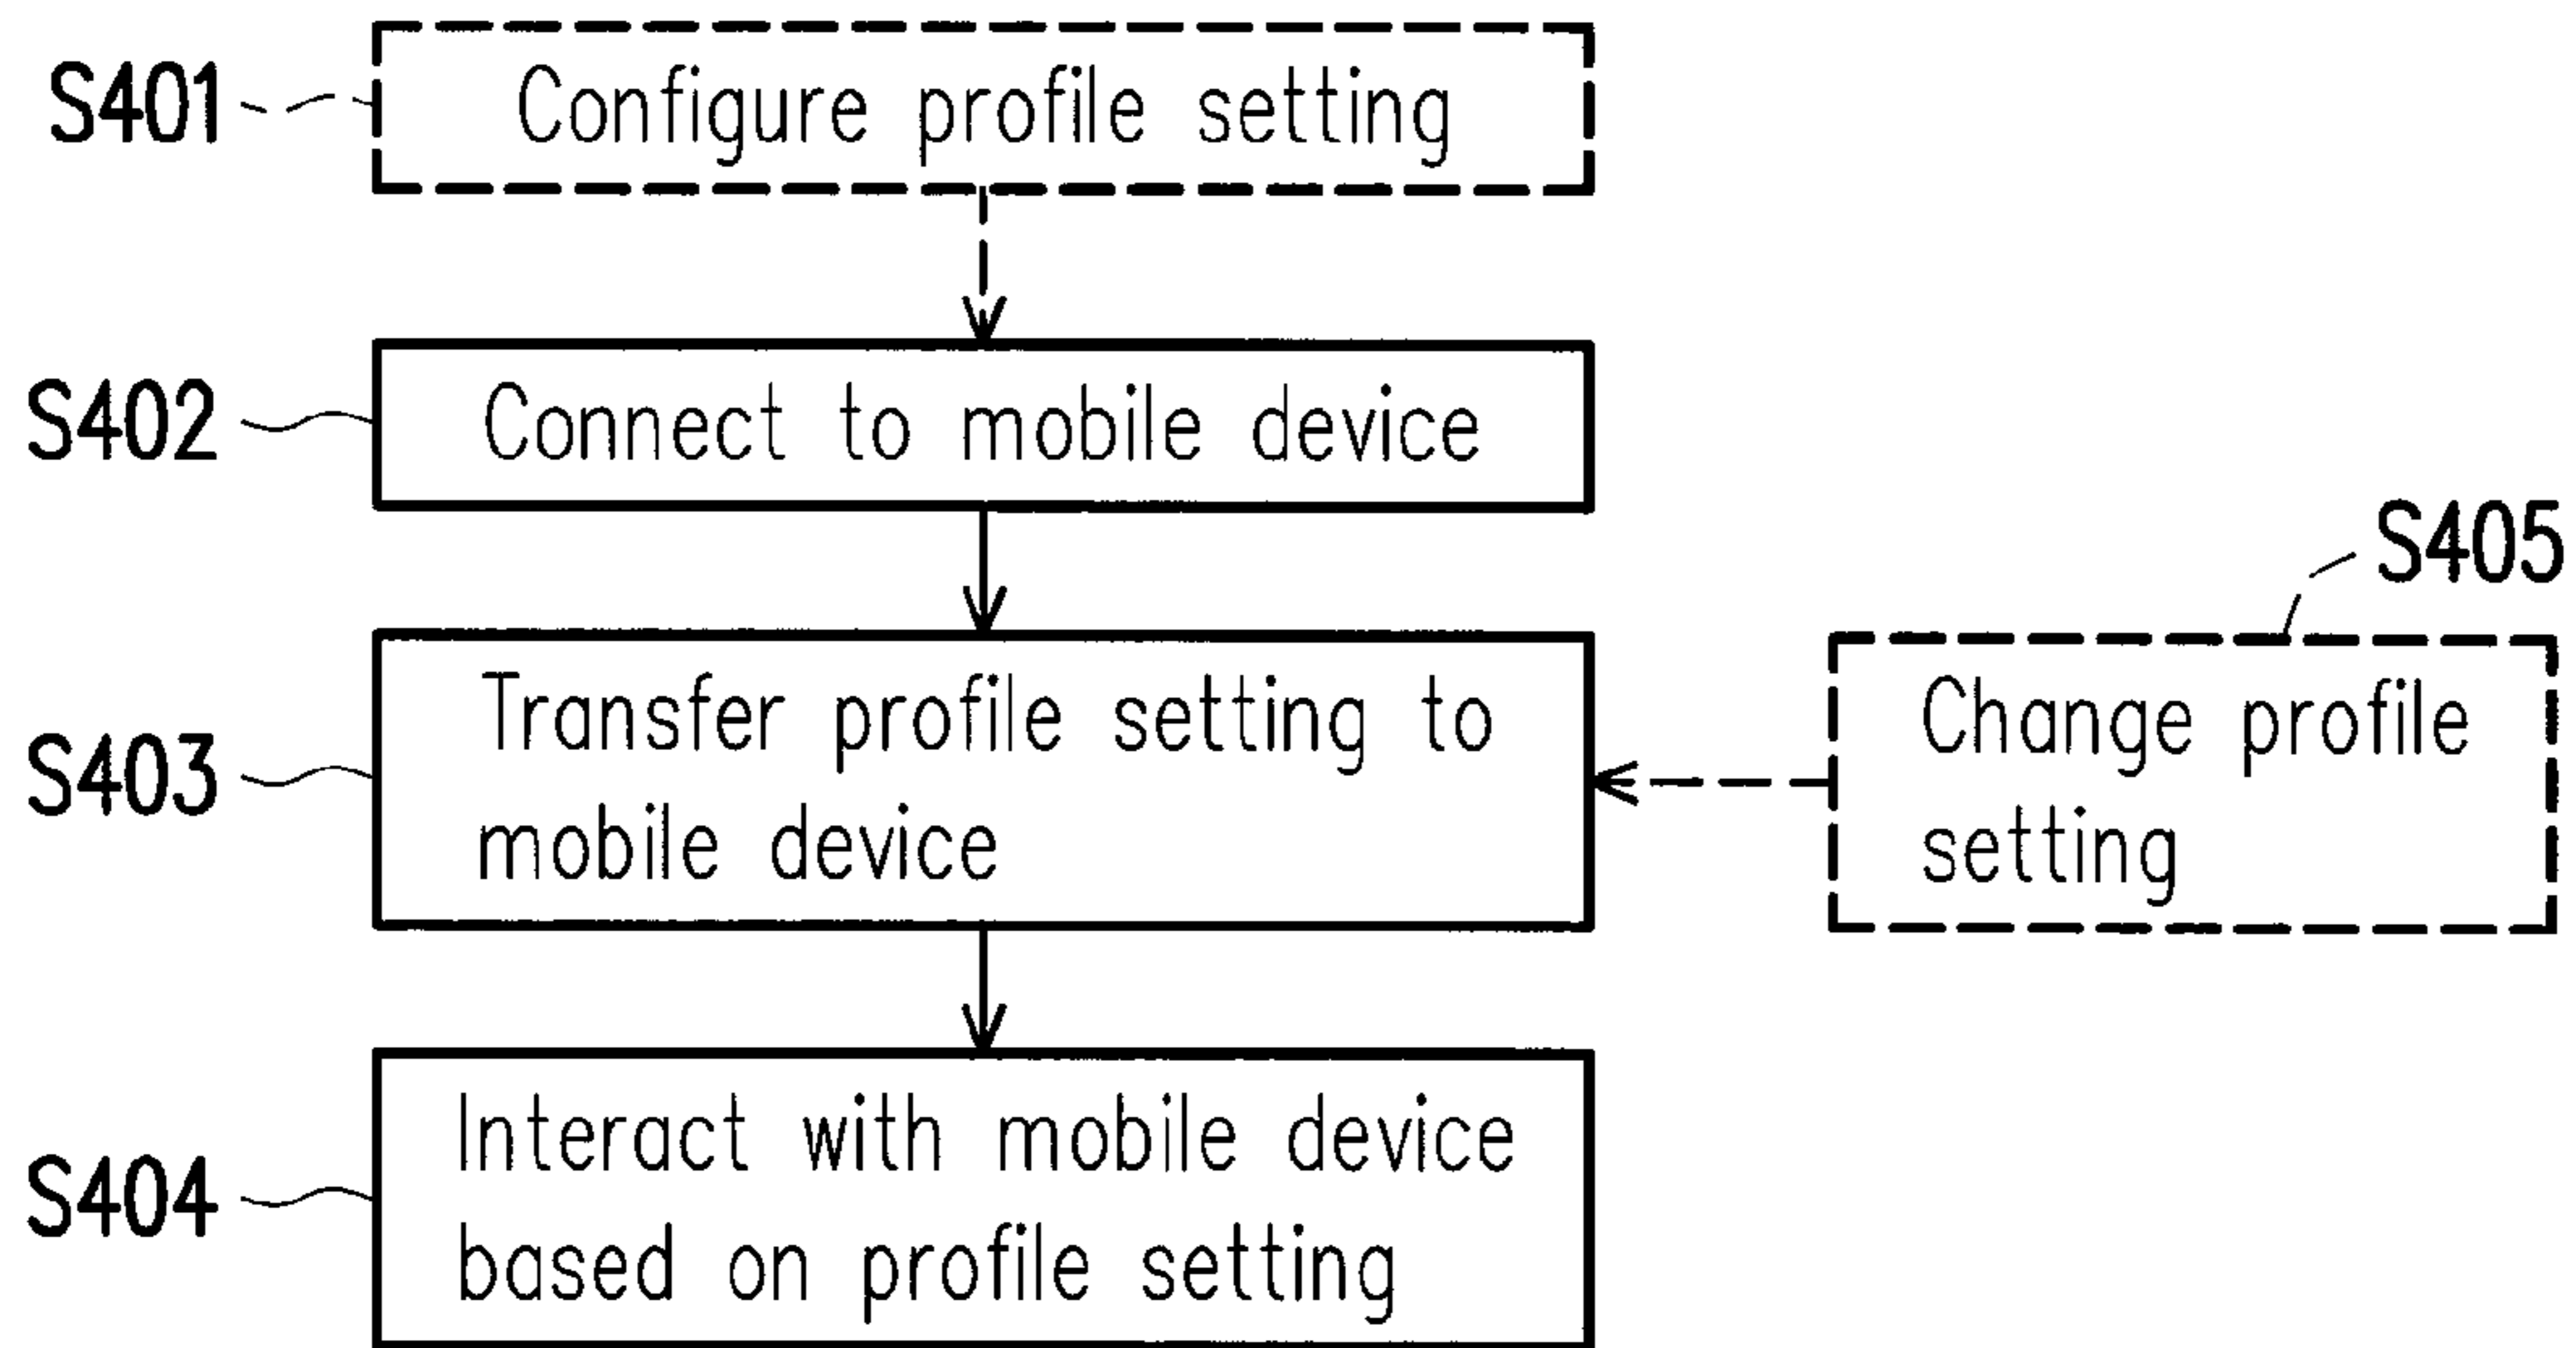 S401
Configure profile setting
S402
Connect to mobile device
S403
Transfer profile setting to
mobile device
S405
Change profile
setting
S404
Interact with mobile device
based on profile setting